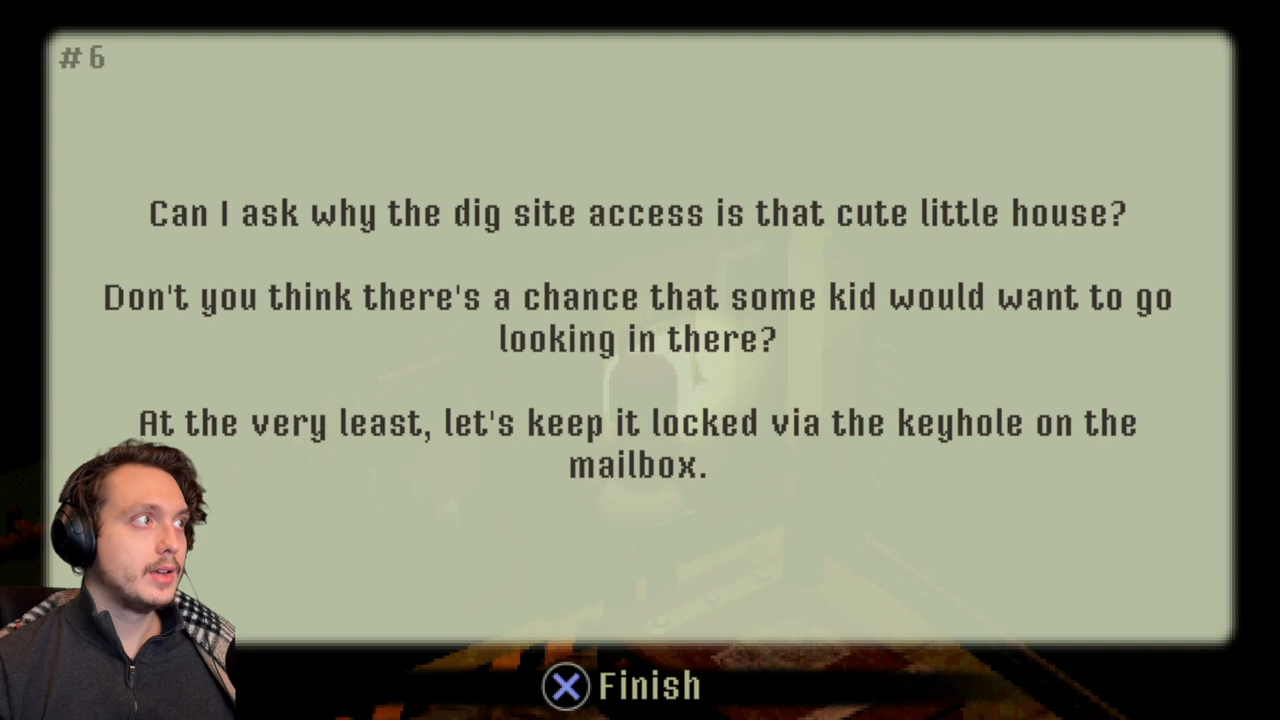 # 6
Can I ask why the dig site access is that cute little house?
Don't you think there's a chance that some kid would want to go
looking in there?
At the very least, let's keep it locked via the keyhole on the
mailbox.
Finish